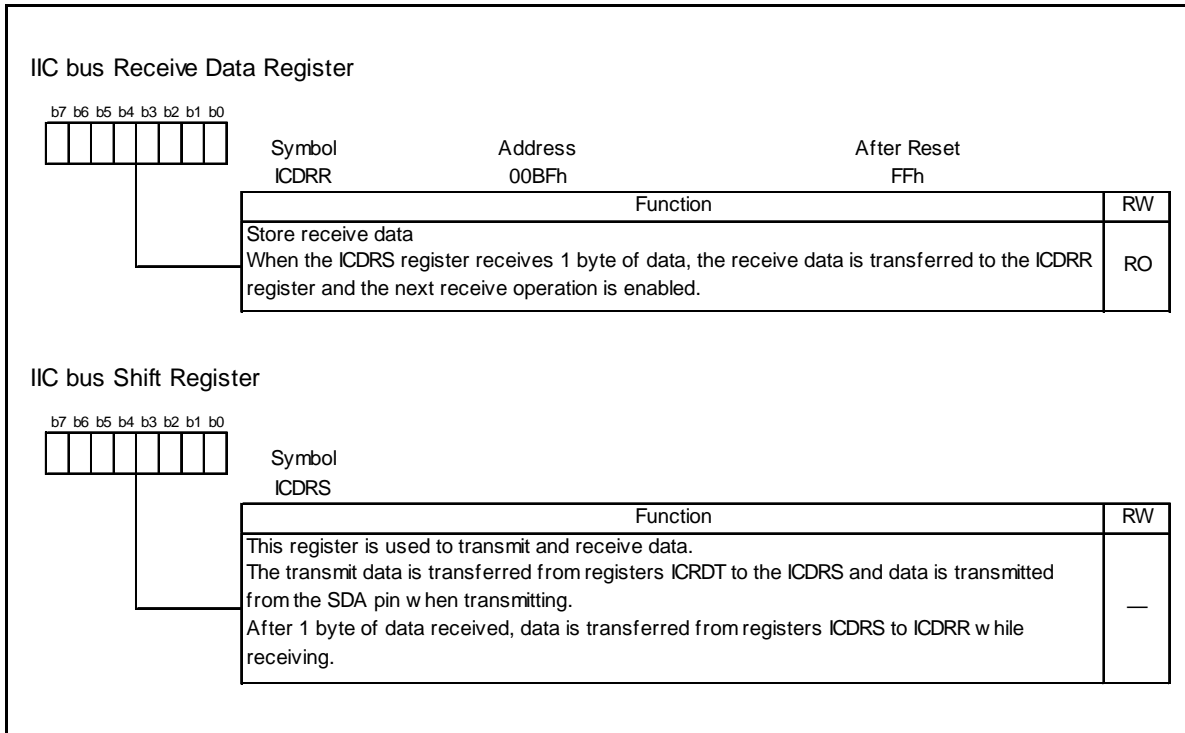 IIC bus Receive Data Register
b7 b6 b5 b4 b3 b2 b1 b0
Symbol Address After Reset
ICDRR 00BFh FFh
Function RW
Store receive data
When the ICDRS register receives 1 byte of data, the receive data is transferred to the ICDRR
register and the next receive operation is enabled.
RO
IIC bus Shift Register
b7 b6 b5 b4 b3 b2 b1 b0
Symbol
ICDRS
Function RW
This register is used to transmit and receive data.
The transmit data is transferred from registers ICRDT to the ICDRS and data is transmitted
from the SDA pin when transmitting.
After 1 byte of data received, data is transferred from registers ICDRS to ICDRR while
receiving.
—